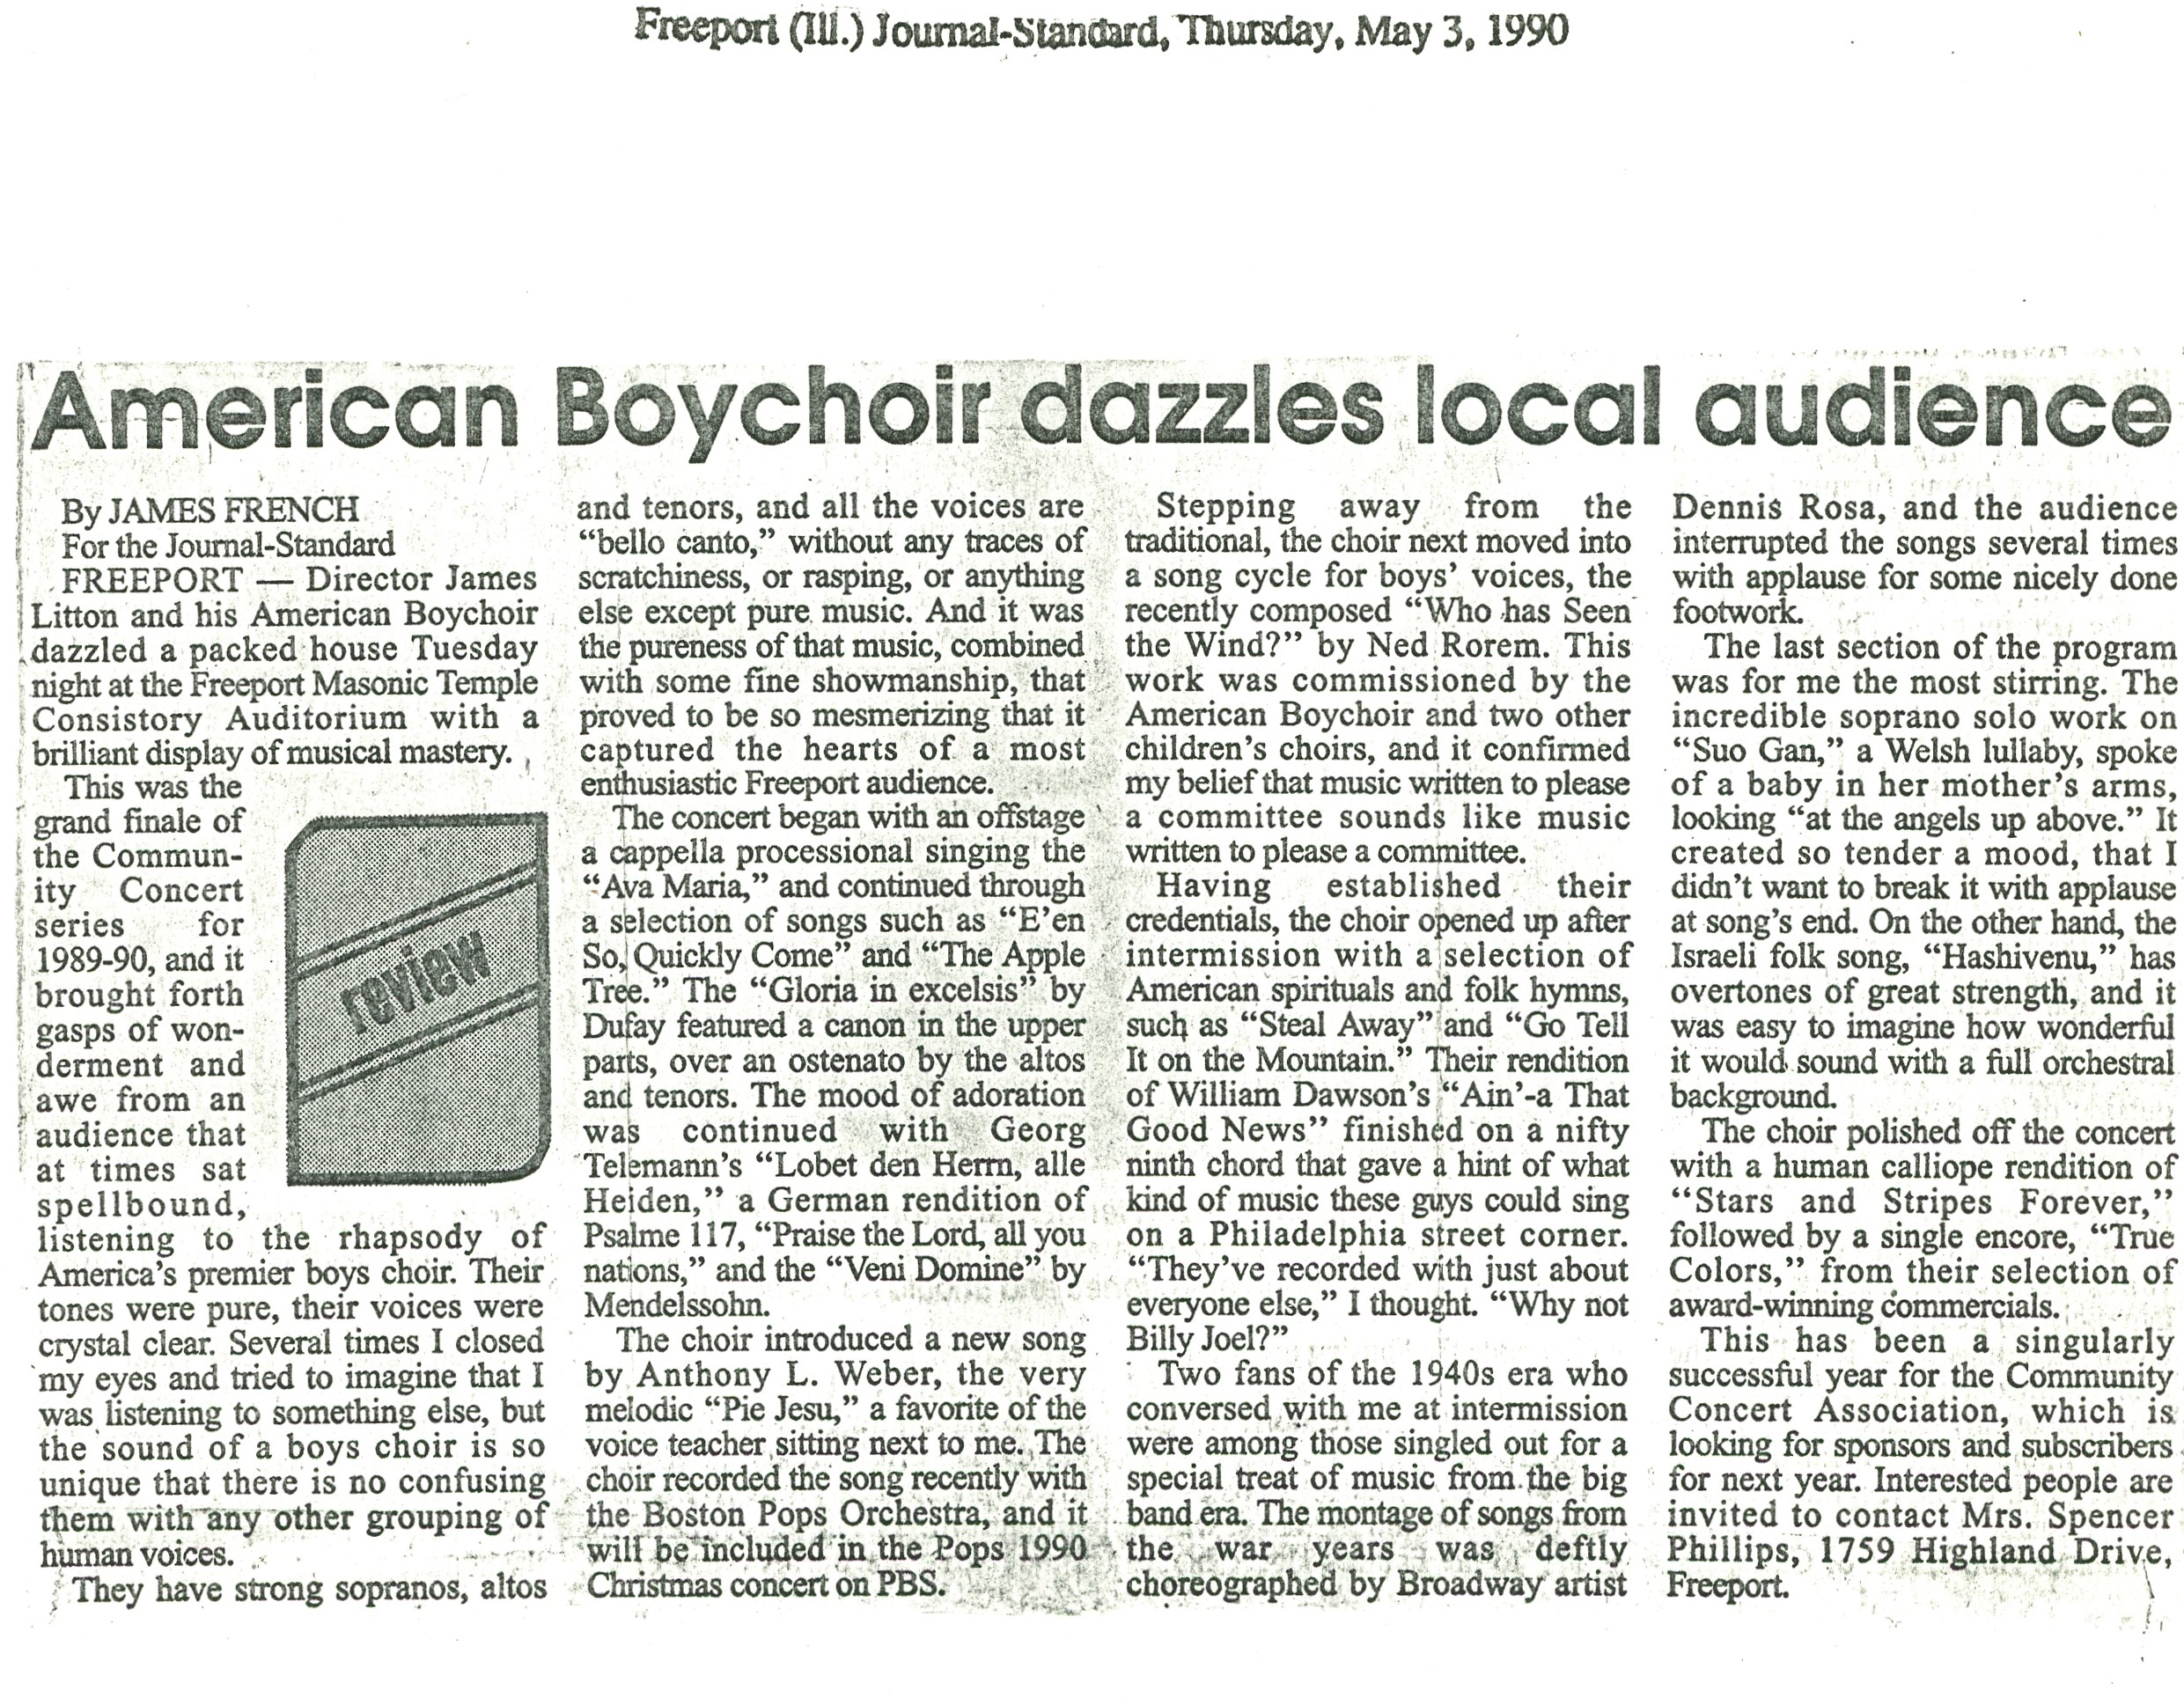 Freeport (Ill.) Journal-Standard, Thursday, May 3, 1990
American Boychoir dazzles local audience
By JAMES FRENCH
For the Journal-Standard
FREEPORT — Director James
Litton and his American Boychoir
dazzled a packed house Tuesday
night at the Freeport Masonic Temple
Consistory Auditorium with a
brilliant display of musical mastery.
This was the
grand finale of
the Commun-
ity Concert
series for
1989-90, and it
brought forth
gasps of won-
derment and
awe from an
audience that
at times sat
spellbound,
review
listening to the rhapsody of
America's premier boys choir. Their
tones were pure, their voices were
crystal clear. Several times I closed
my eyes and tried to imagine that I
was listening to something else, but
the sound of a boys choir is so
unique that there is no confusing
them with any other grouping of
human voices.
They have strong sopranos, altos
and tenors, and all the voices are
“bello canto,” without any traces of
scratchiness, or rasping, or anything
else except pure music. And it was
the pureness of that music, combined
with some fine showmanship, that
proved to be so mesmerizing that it
captured the hearts of a most
enthusiastic Freeport audience.
The concert began with an offstage
a cappella processional singing the
“Ava Maria,” and continued through
a selection of songs such as “E'en
So, Quickly Come” and “The Apple
Tree.” The “Gloria in excelsis” by
Dufay featured a canon in the upper
parts, over an ostenato by the altos
and tenors. The mood of adoration
was continued with Georg
Telemann's “Lobet den Herrn, alle
Heiden,” a German rendition of
Psalme 117, “Praise the Lord, all you
nations,” and the “Veni Domine” by
Mendelssohn.
The choir introduced a new song
by Anthony L. Weber, the very
melodic “Pie Jesu,” a favorite of the
voice teacher sitting next to me. The
choir recorded the song recently with
the Boston Pops Orchestra, and it
will be included in the Pops 1990
Christmas concert on PBS.
Stepping away from the
traditional, the choir next moved into
a song cycle for boys' voices, the
recently composed “Who has Seen
the Wind?” by Ned Rorem. This
work was commissioned by the
American Boychoir and two other
children's choirs, and it confirmed
my belief that music written to please
a committee sounds like music
written to please a committee.
Having established their
credentials, the choir opened up after
intermission with a selection of
American spirituals and folk hymns,
such as “Steal Away” and “Go Tell
It on the Mountain.” Their rendition
of William Dawson's “Ain'-a That
Good News” finished on a nifty
ninth chord that gave a hint of what
kind of music these guys could sing
on a Philadelphia street corner.
“They've recorded with just about
everyone else,” I thought. “Why not
Billy Joel?”
Two fans of the 1940s era who
conversed with me at intermission
were among those singled out for a
special treat of music from the big
band era. The montage of songs from
the war years was deftly
choreographed by Broadway artist
Dennis Rosa, and the audience
interrupted the songs several times
with applause for some nicely done
footwork.
The last section of the program
was for me the most stirring. The
incredible soprano solo work on
“Suo Gan,” a Welsh lullaby, spoke
of a baby in her mother's arms,
looking “at the angels up above.” It
created so tender a mood, that I
didn't want to break it with applause
at song's end. On the other hand, the
Israeli folk song, “Hashivenu,” has
overtones of great strength, and it
was easy to imagine how wonderful
it would sound with a full orchestral
background.
The choir polished off the concert
with a human calliope rendition of
“Stars and Stripes Forever,”
followed by a single encore, “True
Colors,” from their selection of
award-winning commercials.
This has been a singularly
successful year for the Community
Concert Association, which is
looking for sponsors and subscribers
for next year. Interested people are
invited to contact Mrs. Spencer
Phillips, 1759 Highland Drive,
Freeport.